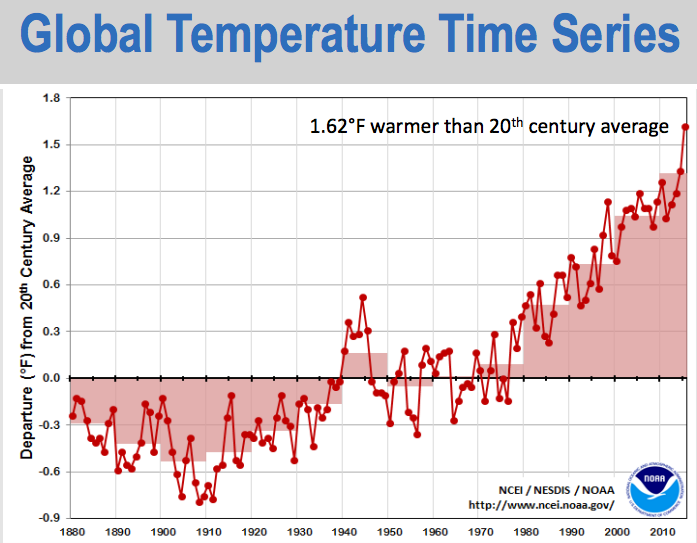 Global Temperature Time Series
1.8
1.62°F warmer than 20th century average
1.5
1.2
0.9
0.6
0.3
0.0
-0.3
-0.6
-0.9
Departure (°F) from 20th Century Average
NCEI / NESDIS / NOAA
http://www.ncei.noaa.gov/
NOAA
1880 1890 1900 1910 1920 1930 1940 1950 1960 1970 1980 1990 2000 2010